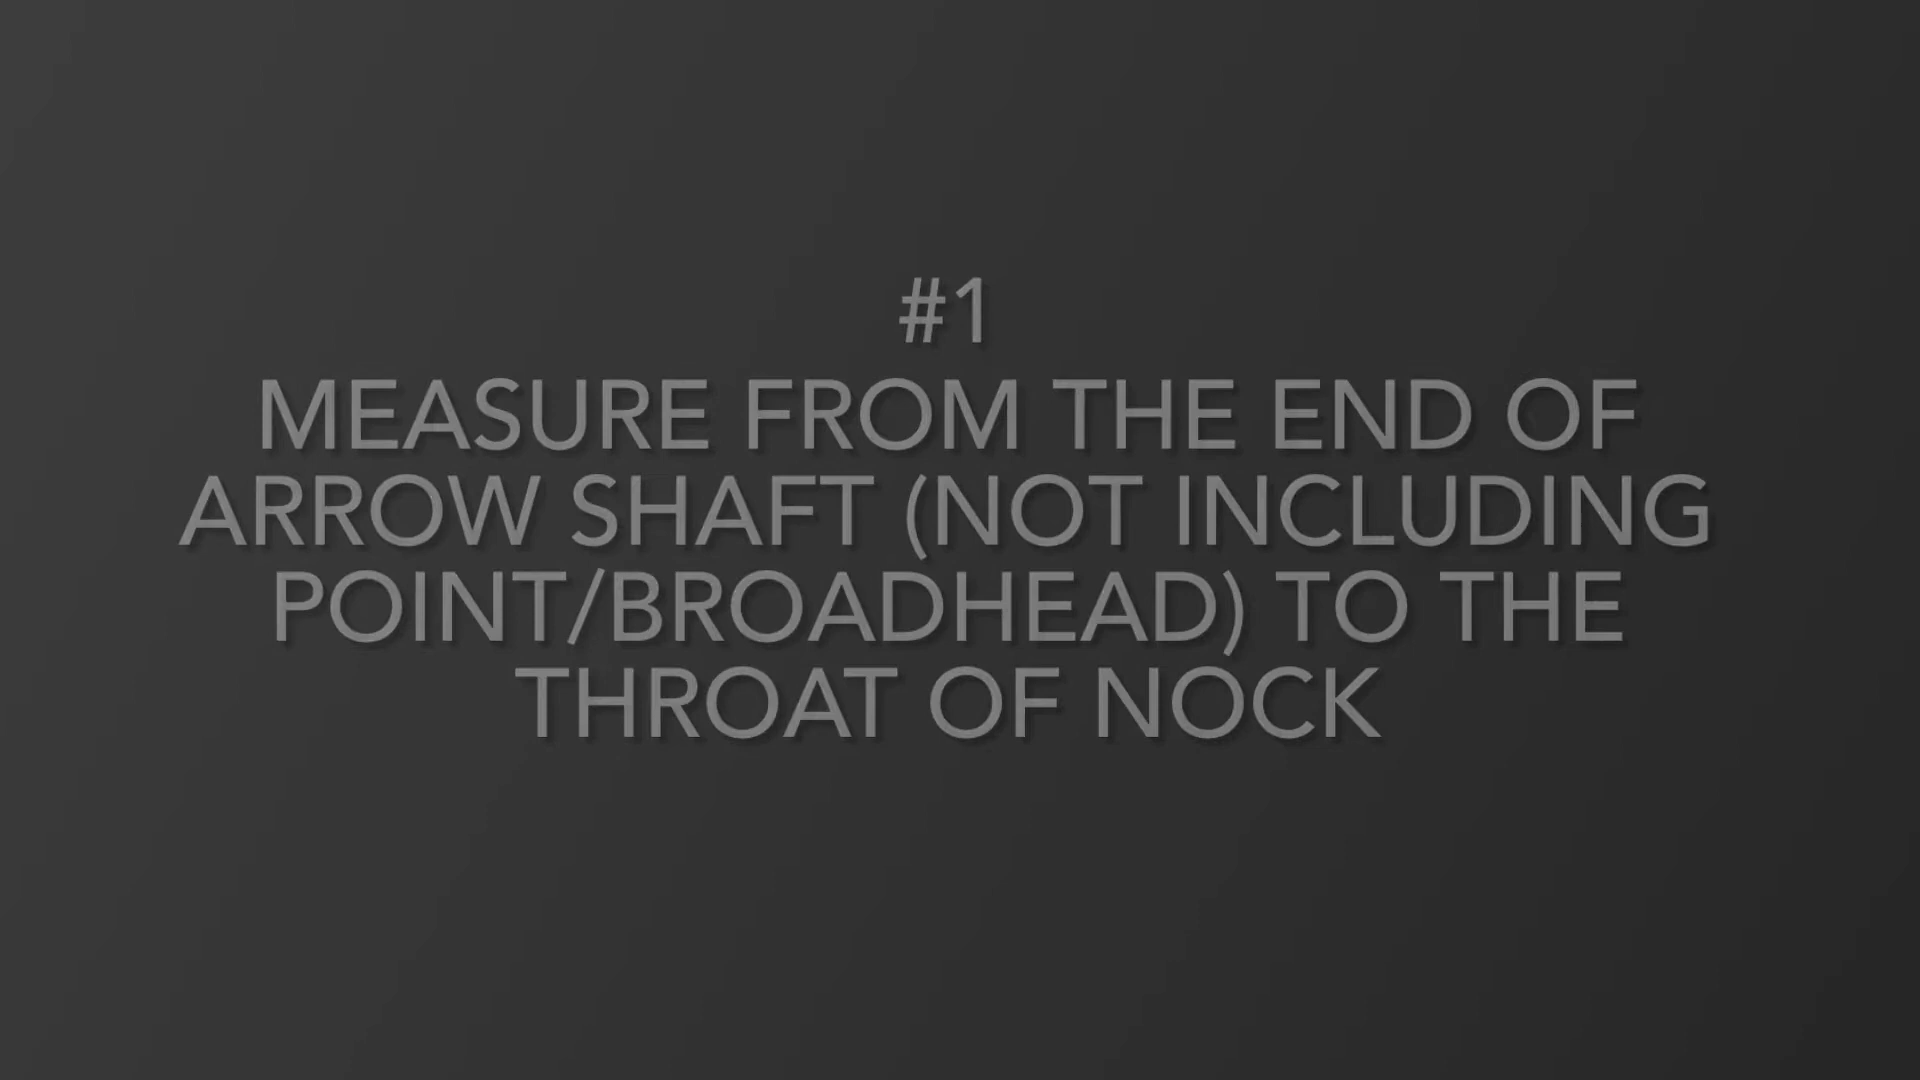 #1
MEASURE FROM THE END OF
ARROW SHAFT (NOT INCLUDING
POINT/BROADHEAD) TO THE
THROAT OF NOCK